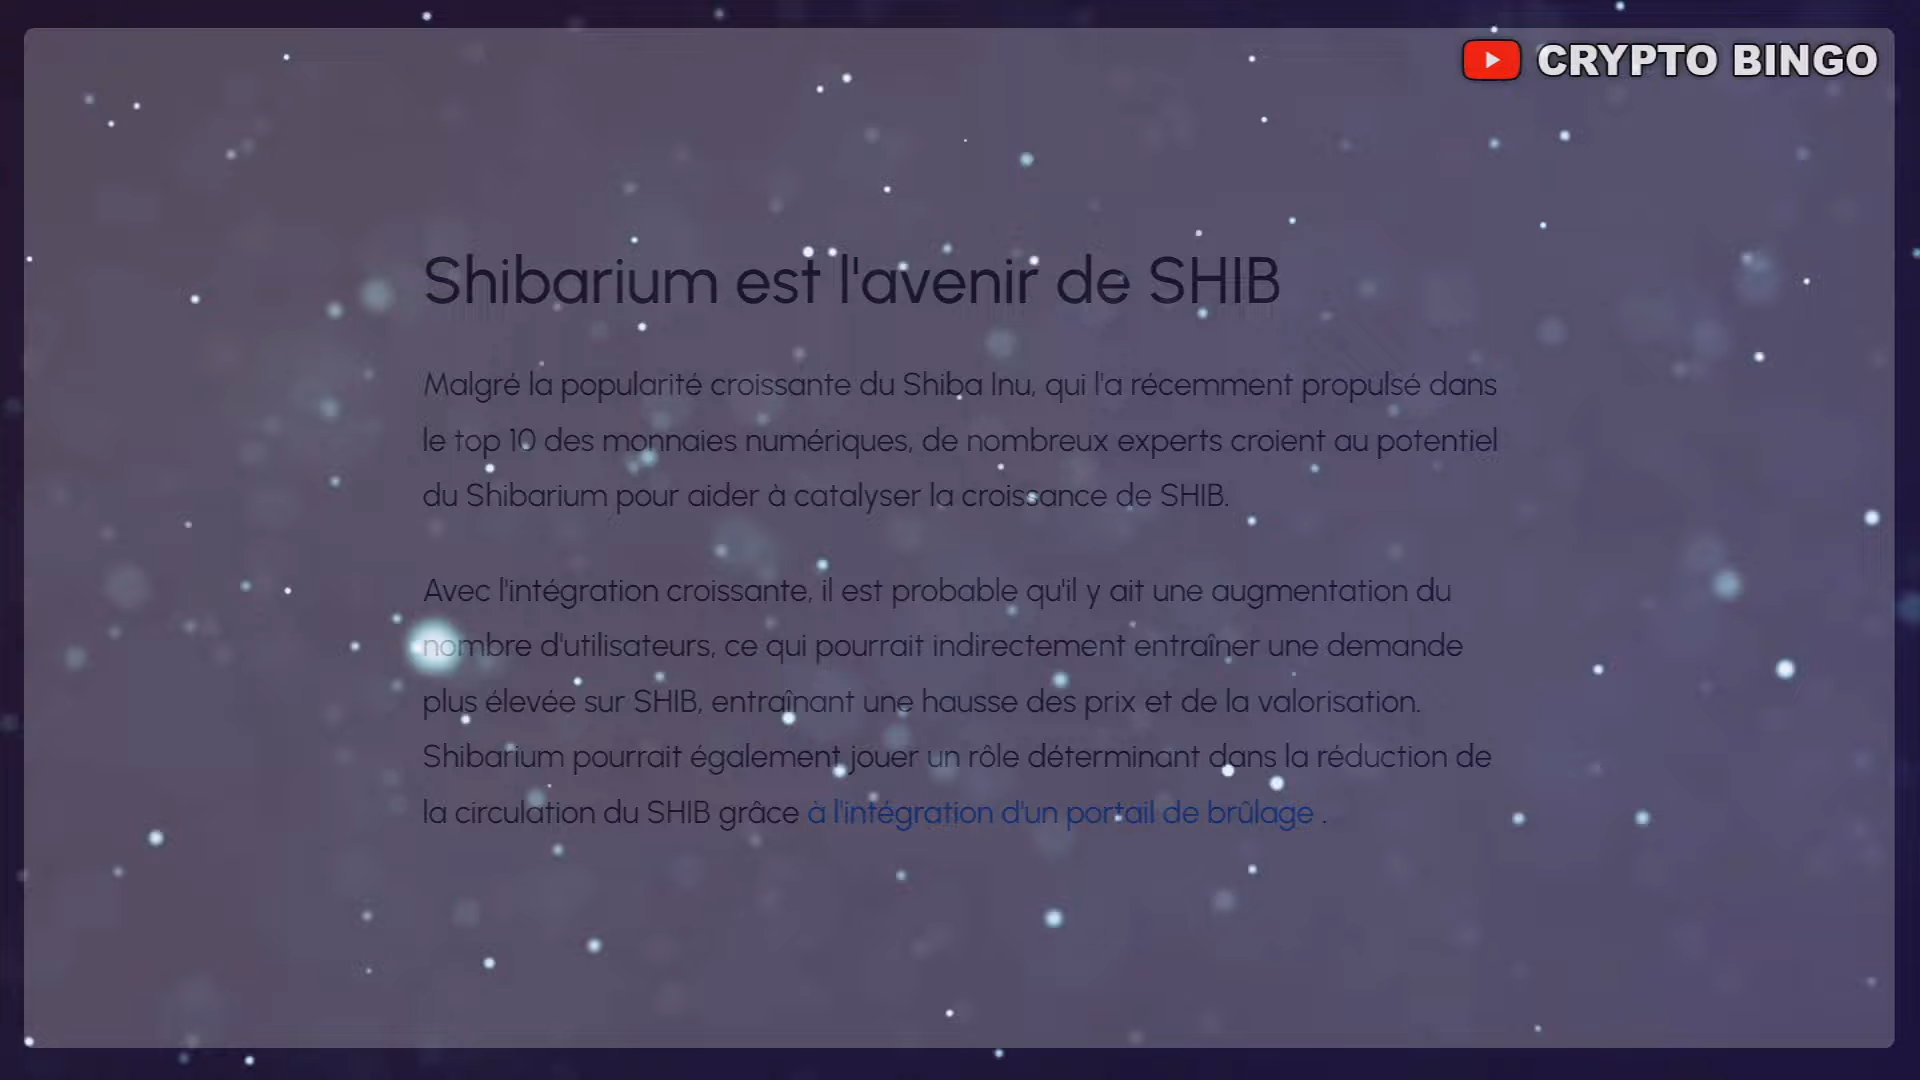 CRYPTO BINGO
Shibarium est l'avenir de SHIB
Malgré la popularité croissante du Shiba Inu, qui l'a récemment propulsé dans
le top 10 des monnaies numériques, de nombreux experts croient au potentiel
du Shibarium pour aider à catalyser la croissance de SHIB.
Avec l'intégration croissante, il est probable qu'il y ait une augmentation du
nombre d'utilisateurs, ce qui pourrait indirectement entraîner une demande
plus élevée sur SHIB, entraînant une hausse des prix et de la valorisation.
Shibarium pourrait également jouer un rôle déterminant dans la réduction de
la circulation du SHIB grâce à l'intégration d'un portail de brûlage .